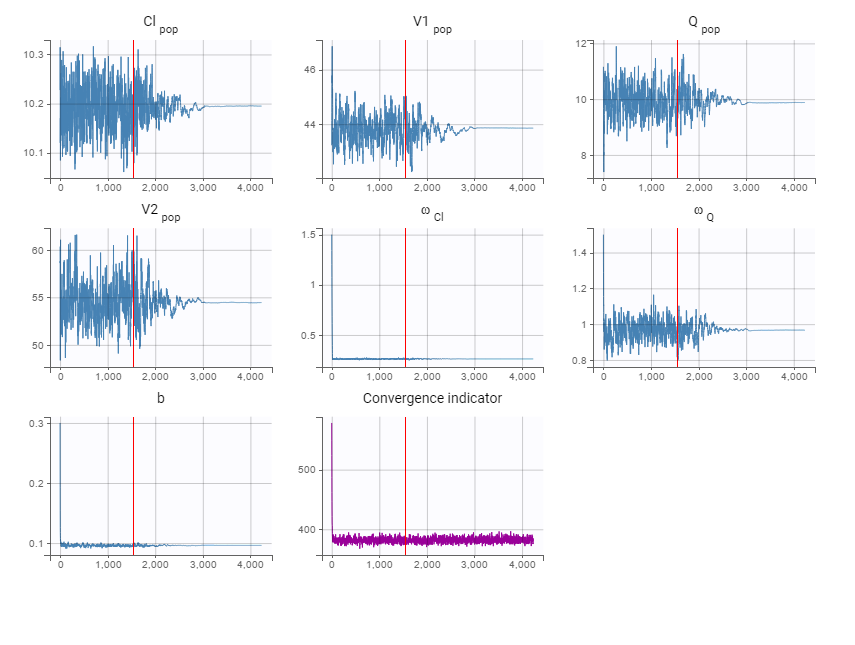 Cl pop
V1 pop
Q pop
10.3
10.2
10.1
0 1,000 2,000 3,000 4,000
46
44
0 1,000 2,000 3,000 4,000
12
10
8
0 1,000 2,000 3,000 4,000
V2 pop
ω Cl
ω Q
60
55
50
0 1,000 2,000 3,000 4,000
1.5
1
0.5
0 1,000 2,000 3,000 4,000
1.4
1.2
1
0.8
0 1,000 2,000 3,000 4,000
b
Convergence indicator
0.3
0.2
0.1
0 1,000 2,000 3,000 4,000
500
400
0 1,000 2,000 3,000 4,000